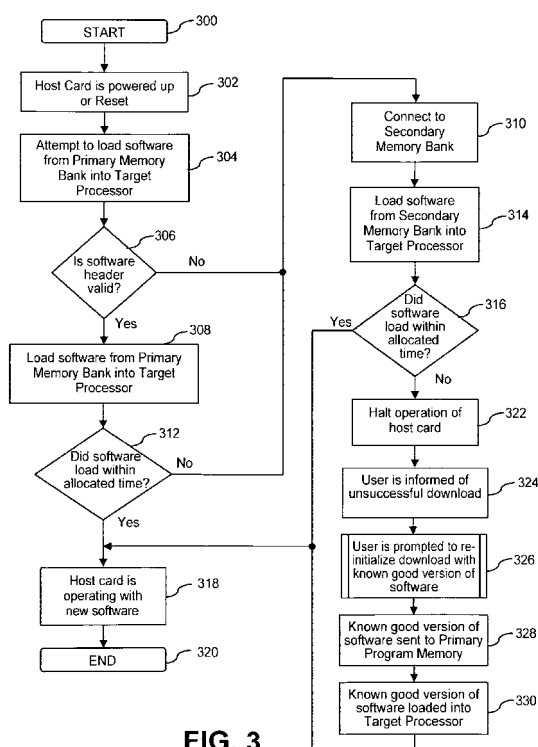 START
300
Host Card is powered up
or Reset
302
Attempt to load software
from Primary Memory
Bank into Target
Processor
304
Is software
header
valid?
306
No
Yes
308
Load software from Primary
Memory Bank into Target
Processor
Did software
load within
allocated time?
312
No
Yes
Host card is
operating with
new software
318
END
320
Connect to
Secondary
Memory Bank
310
Load software
from Secondary
Memory Bank into
Target Processor
314
Did
software
load within
allocated
time?
316
Yes
No
Halt operation of
host card
322
User is informed of
unsuccessful download
324
User is prompted to re-
initialize download with
known good version of
software
326
Known good version of
software sent to Primary
Program Memory
328
Known good version of
software loaded into
Target Processor
330
FIG. 3